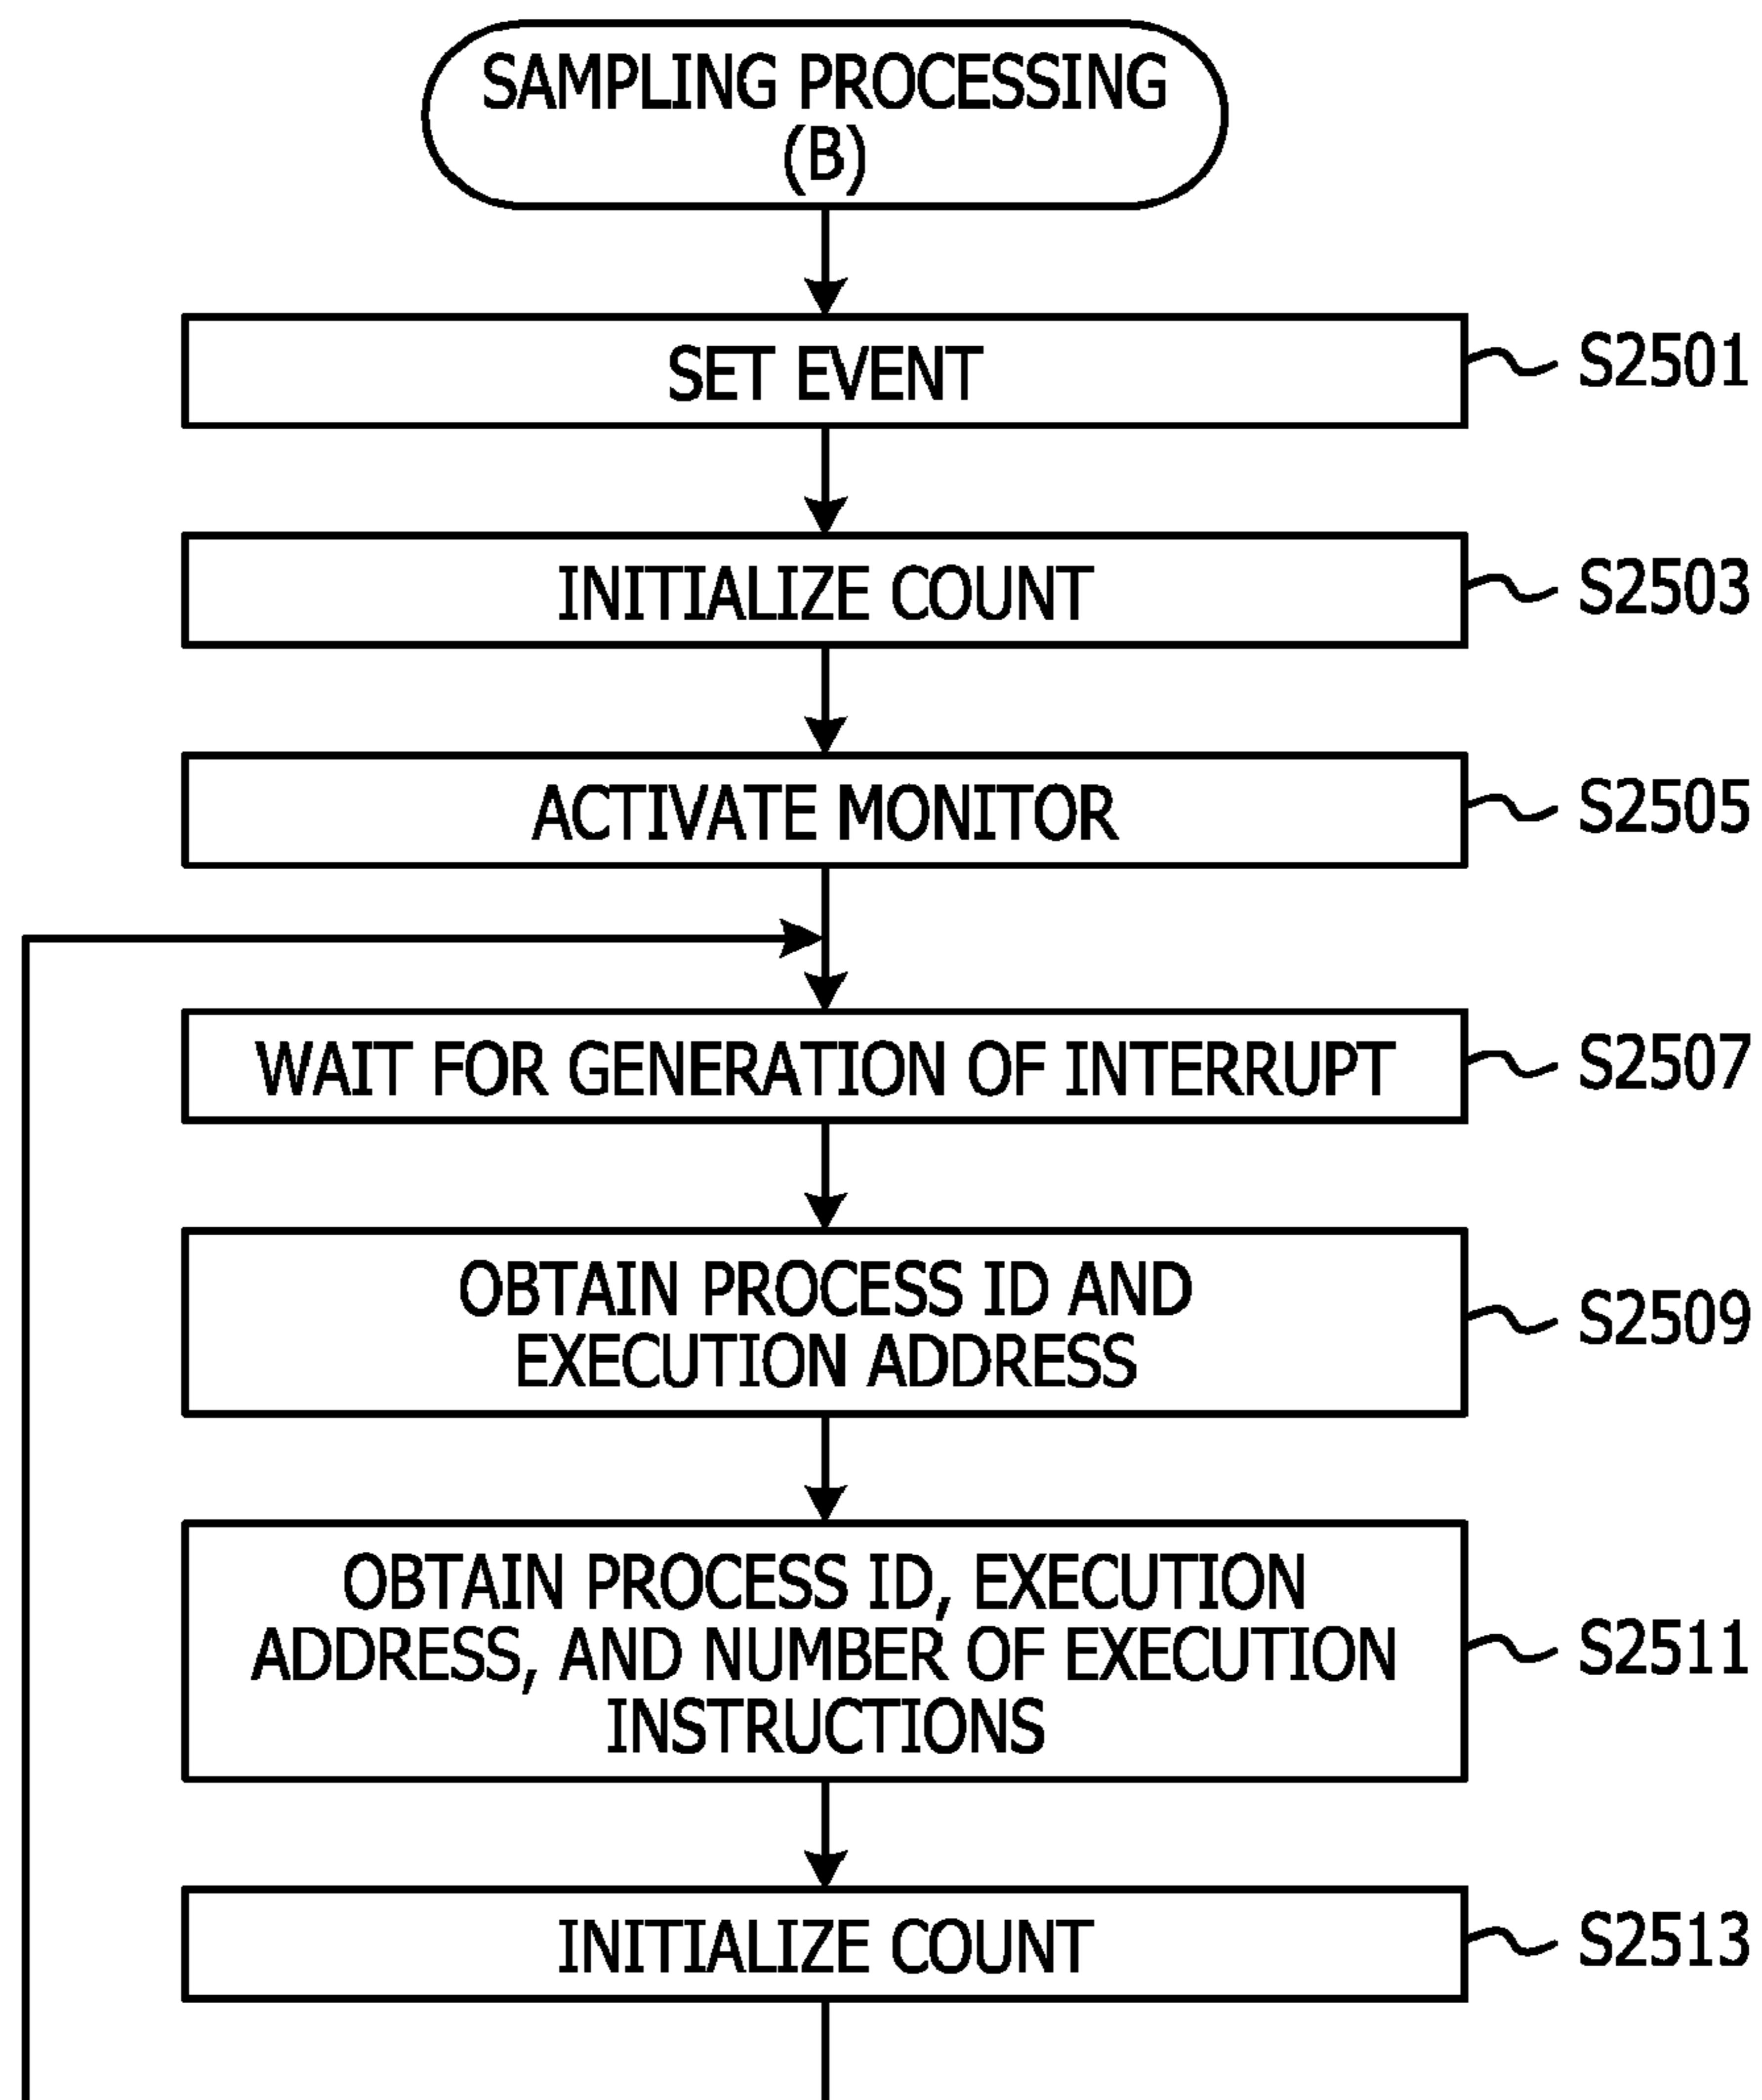 SAMPLING PROCESSING
(B)
SET EVENT
S2501
INITIALIZE COUNT
S2503
ACTIVATE MONITOR
S2505
WAIT FOR GENERATION OF INTERRUPT
S2507
OBTAIN PROCESS ID AND
EXECUTION ADDRESS
S2509
OBTAIN PROCESS ID, EXECUTION
ADDRESS, AND NUMBER OF EXECUTION
INSTRUCTIONS
S2511
INITIALIZE COUNT
S2513